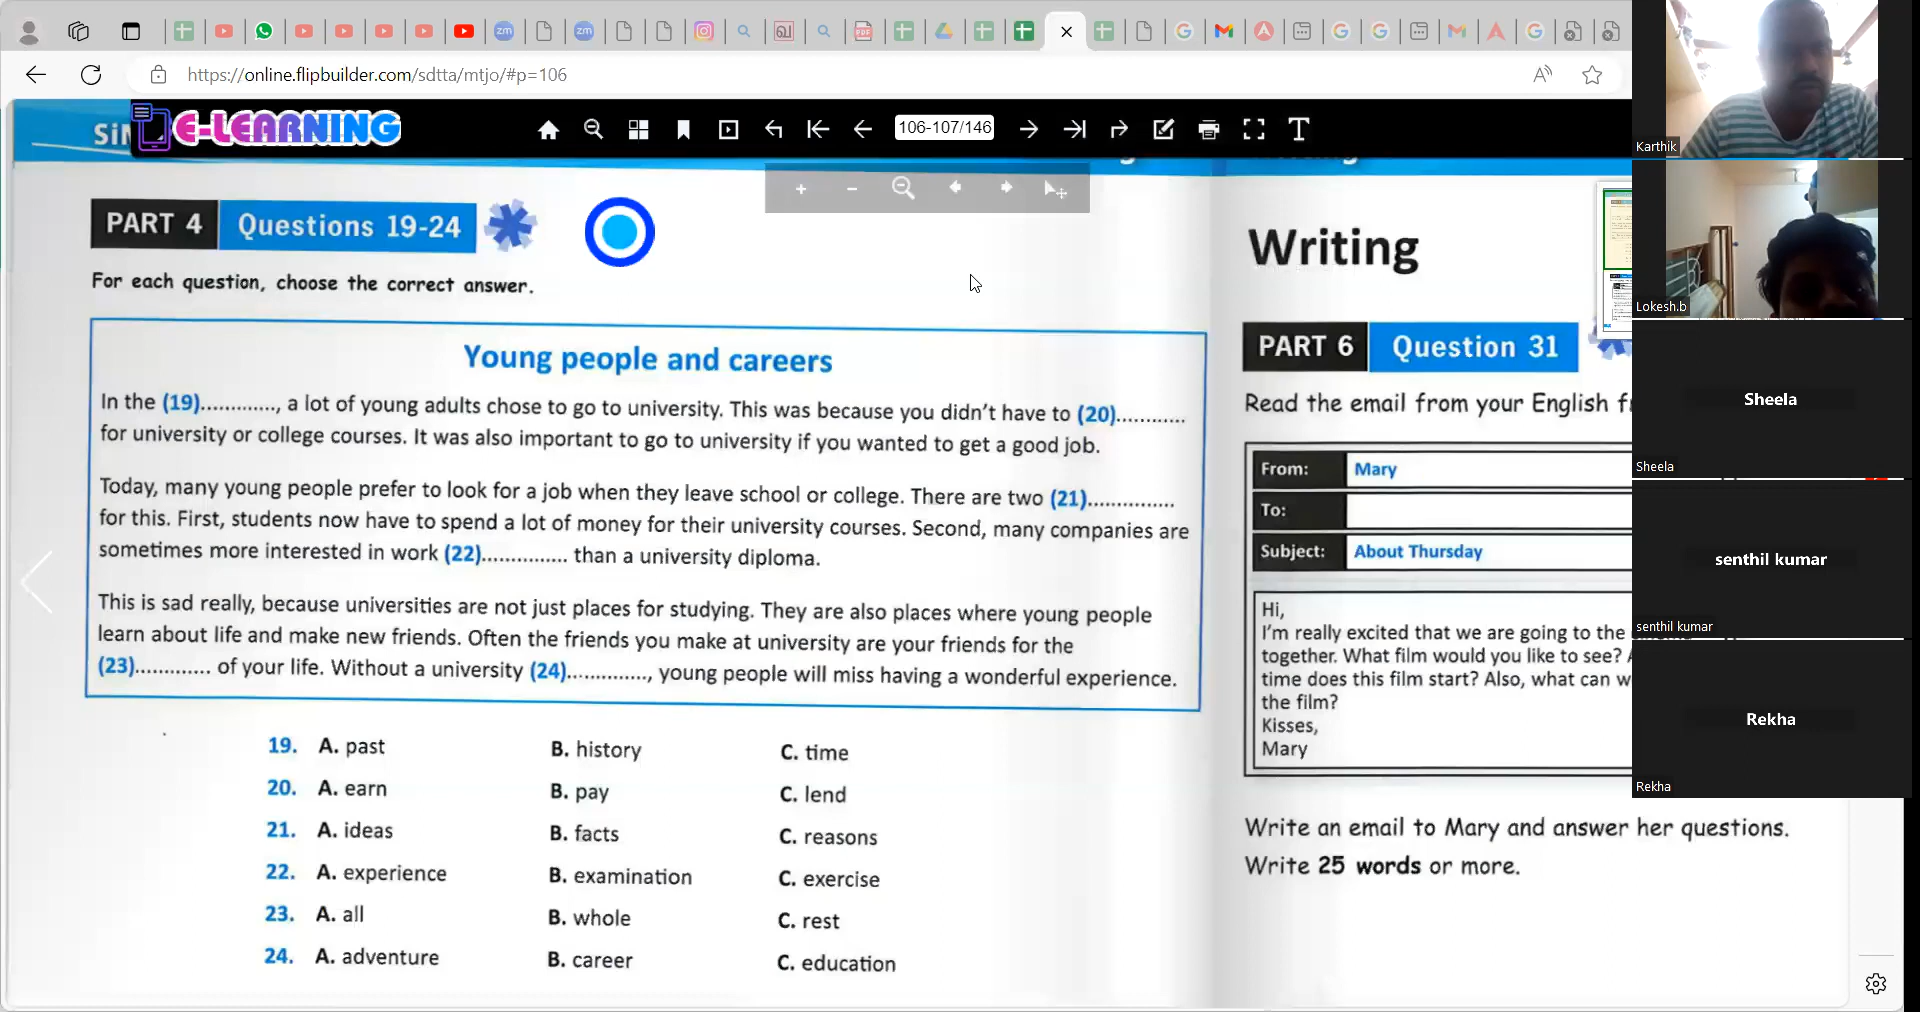 https://online.flipbuilder.com/sdtta/mtjo/#p=106
E-LEARNING
106-107/146
PART 4 Questions 19-24
For each question, choose the correct answer.
Young people and careers
In the (19)............., a lot of young adults chose to go to university. This was because you didn't have to (20)............
for university or college courses. It was also important to go to university if you wanted to get a good job.
Today, many young people prefer to look for a job when they leave school or college. There are two (21)...............
for this. First, students now have to spend a lot of money for their university courses. Second, many companies are
sometimes more interested in work (22)............... than a university diploma.
This is sad really, because universities are not just places for studying. They are also places where young people
learn about life and make new friends. Often the friends you make at university are your friends for the
(23)............. of your life. Without a university (24).............., young people will miss having a wonderful experience.
19. A. past B. history C. time
20. A. earn B. pay C. lend
21. A. ideas B. facts C. reasons
22. A. experience B. examination C. exercise
23. A. all B. whole C. rest
24. A. adventure B. career C. education
Writing
PART 6 Question 31
Read the email from your English
From: Mary
To:
Subject: About Thursday
Hi,
I'm really excited that we are going to the
together. What film would you like to see?
time does this film start? Also, what can
the film?
Kisses,
Mary
Write an email to Mary and answer her questions.
Write 25 words or more.
Karthik
Lokesh.b
Sheela
Sheela
senthil kumar
senthil kumar
Rekha
Rekha